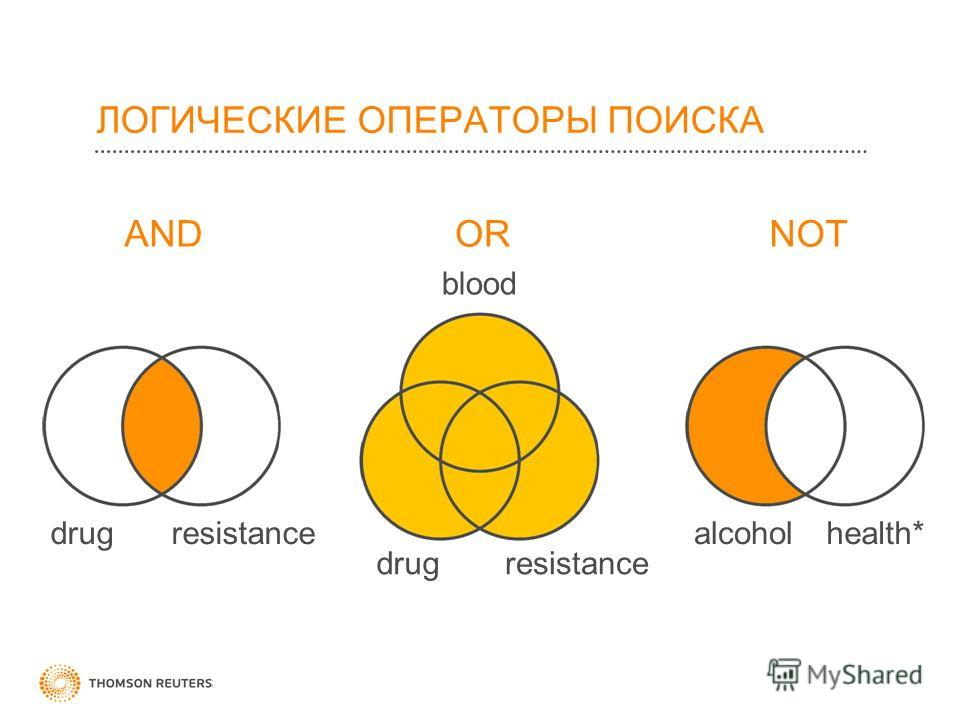 ЛОГИЧЕСКИЕ ОПЕРАТОРЫ ПОИСКА
AND OR NOT
blood
drug resistance alcohol health*
drug resistance
THOMSON REUTERS
MyShared